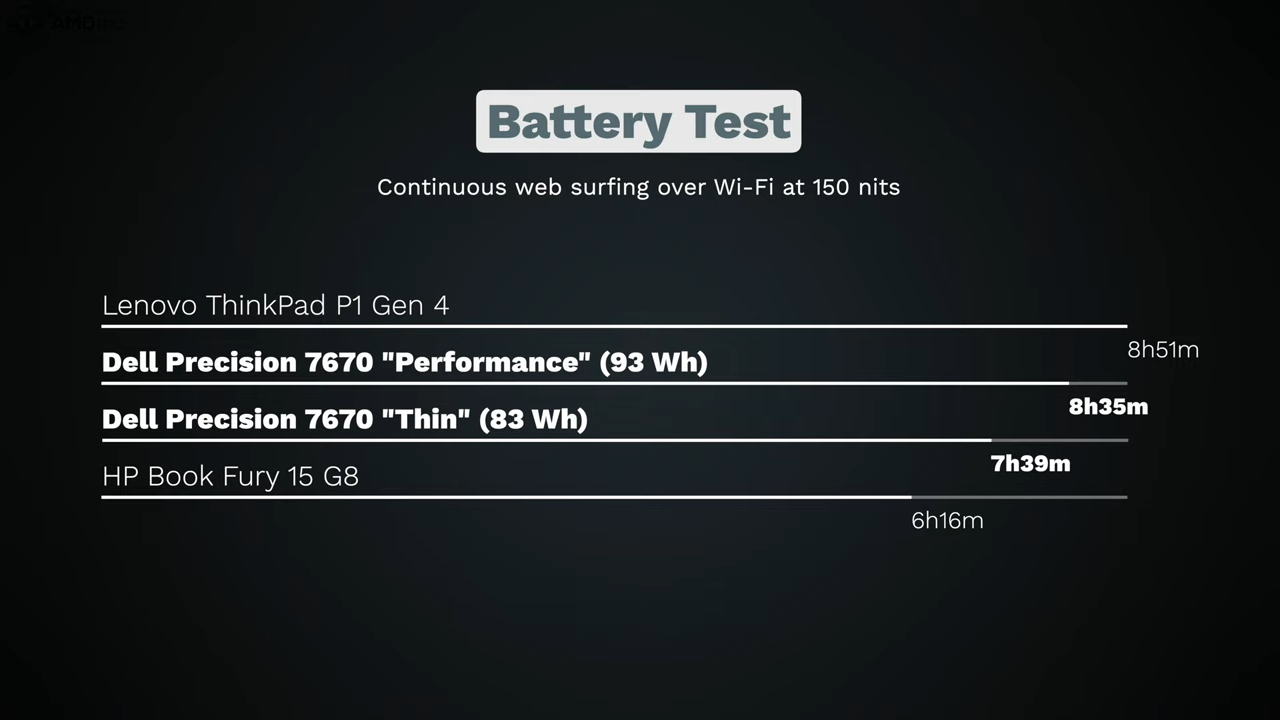 Battery Test
Continuous web surfing over Wi-Fi at 150 nits
Lenovo ThinkPad P1 Gen 4
8h51m
Dell Precision 7670 "Performance" (93 Wh)
8h35m
Dell Precision 7670 "Thin" (83 Wh)
7h39m
HP Book Fury 15 G8
6h16m